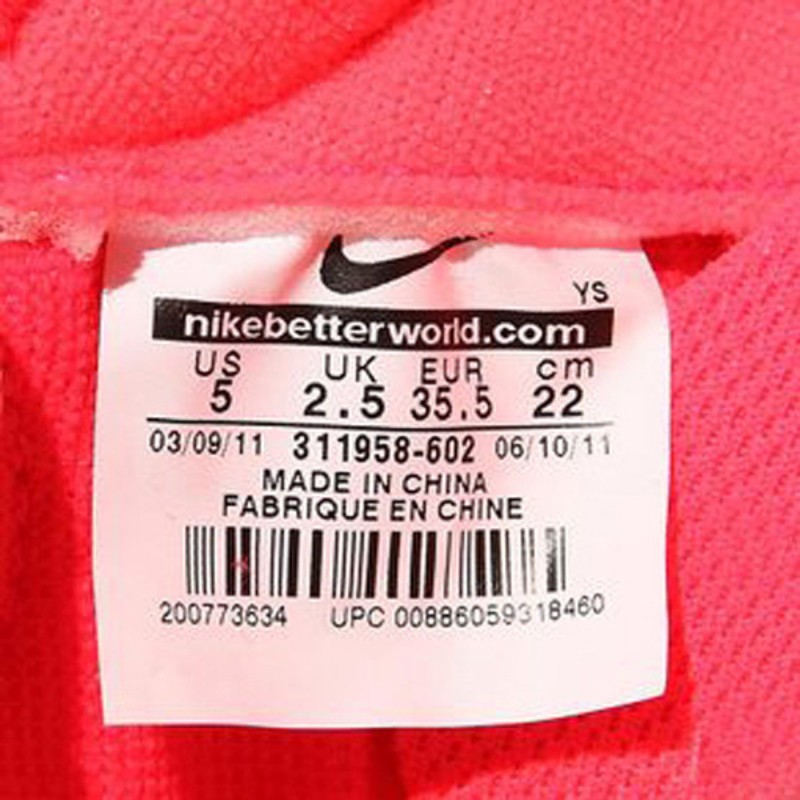 YS
nikebetterworld.com
US UK EUR cm
5 2.5 35.5 22
03/09/11 311958-602 06/10/11
MADE IN CHINA
FABRIQUE EN CHINE
200773634 UPC 00886059318460